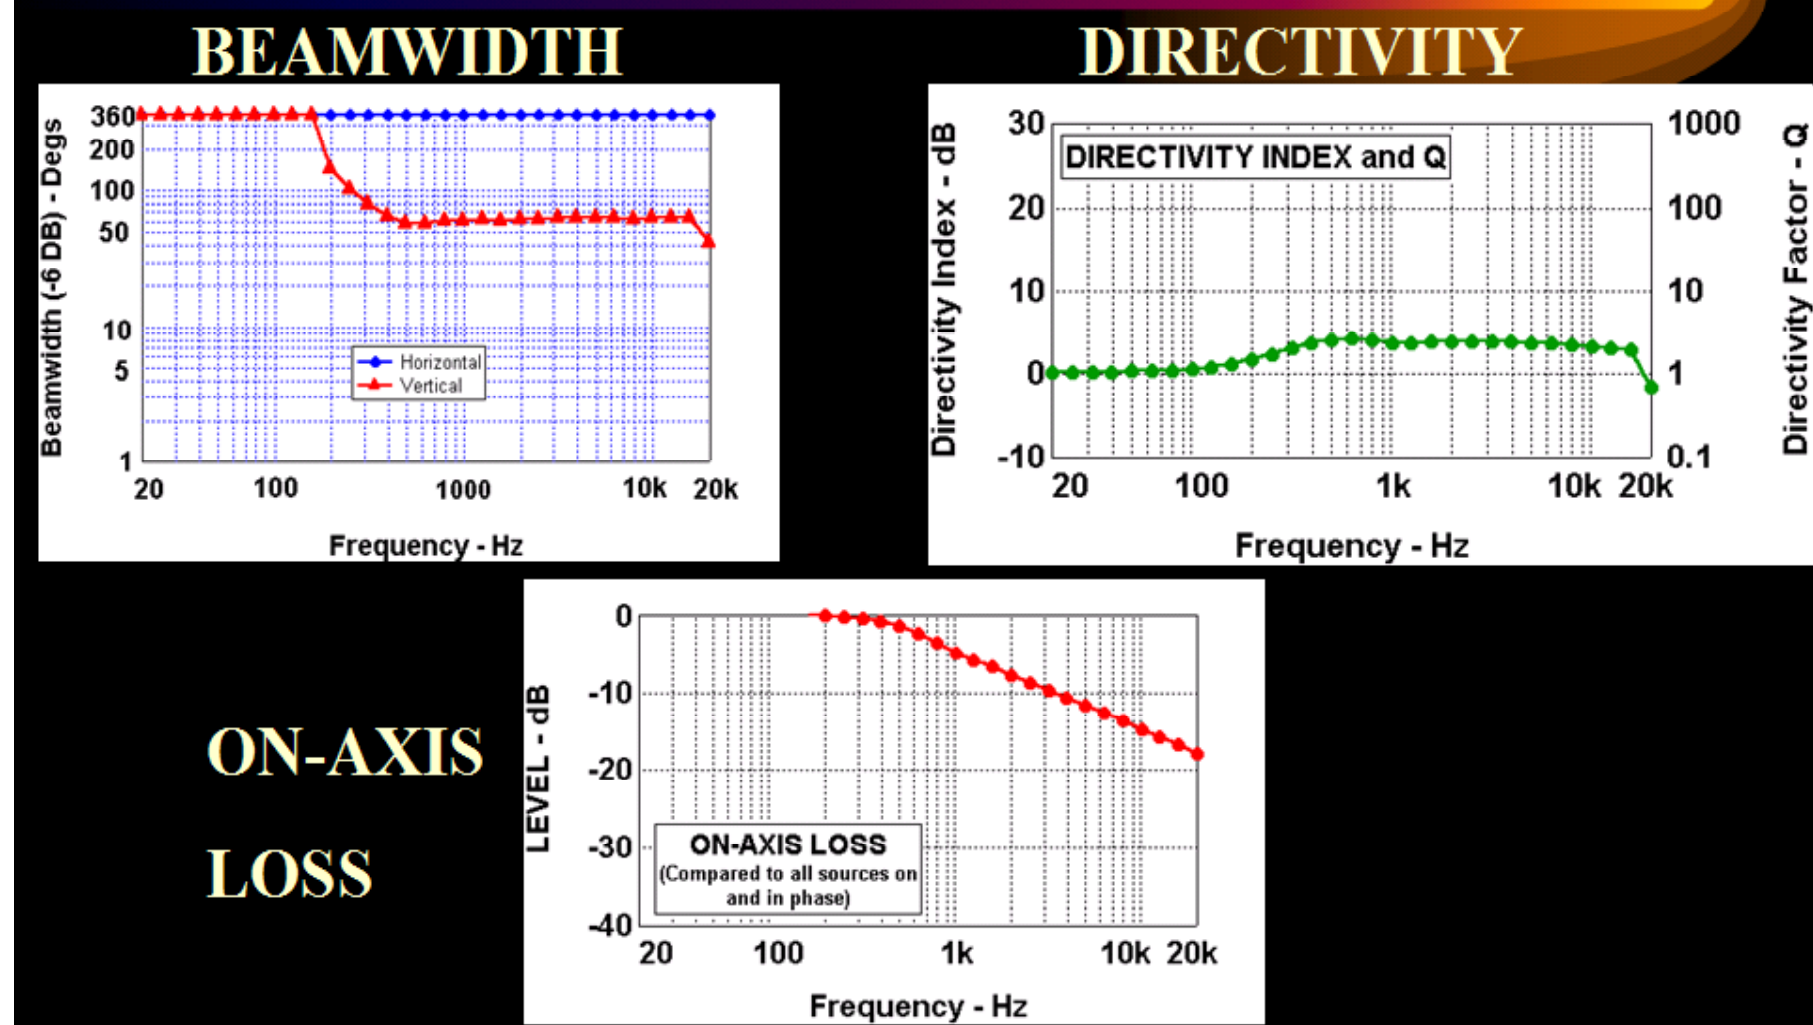 BEAMWIDTH
DIRECTIVITY
Beamwidth (-6 DB) - Degs
360
200
100
50
10
5
1
Horizontal
Vertical
20 100 1000 10k 20k
Frequency - Hz
Directivity Index - dB
30
20
10
0
-10
DIRECTIVITY INDEX and Q
1000
100
10
1
0.1
Directivity Factor - Q
20 100 1k 10k 20k
Frequency - Hz
ON-AXIS
LOSS
LEVEL - dB
0
-10
-20
-30
-40
ON-AXIS LOSS
(Compared to all sources on
and in phase)
20 100 1k 10k 20k
Frequency - Hz